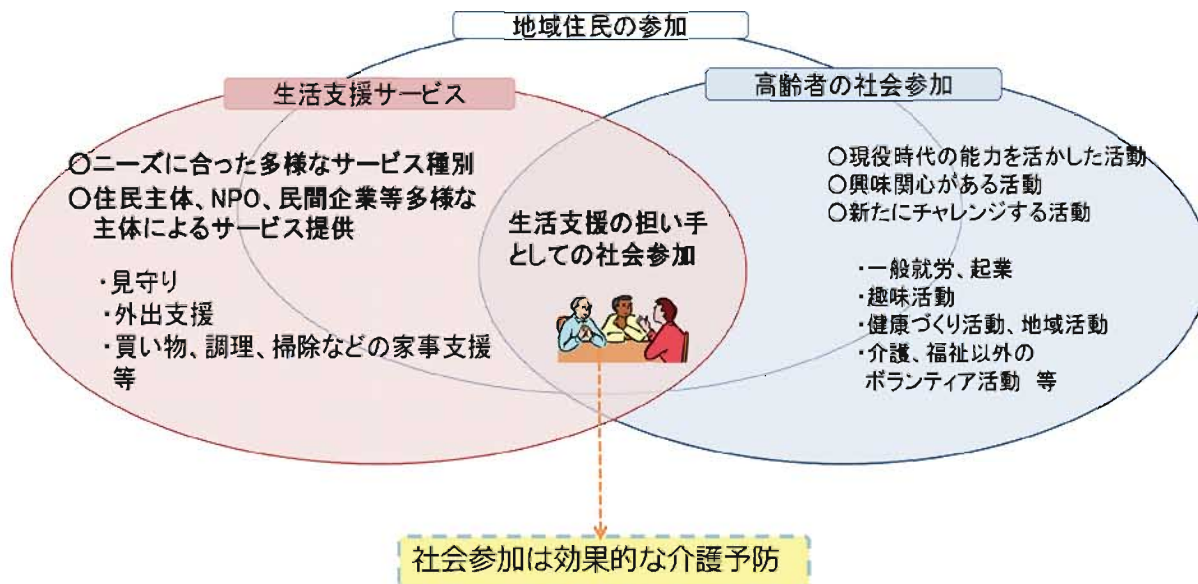 地域住民の参加
生活支援サービス
○ニーズに合った多様なサービス種別
○住民主体、NPO、民間企業等多様な
主体によるサービス提供
・見守り
・外出支援
・買い物、調理、掃除などの家事支援
等
生活支援の担い手
としての社会参加
高齢者の社会参加
○現役時代の能力を活かした活動
○興味関心がある活動
○新たにチャレンジする活動
・一般就労、起業
・趣味活動
・健康づくり活動、地域活動
・介護、福祉以外の
ボランティア活動 等
社会参加は効果的な介護予防